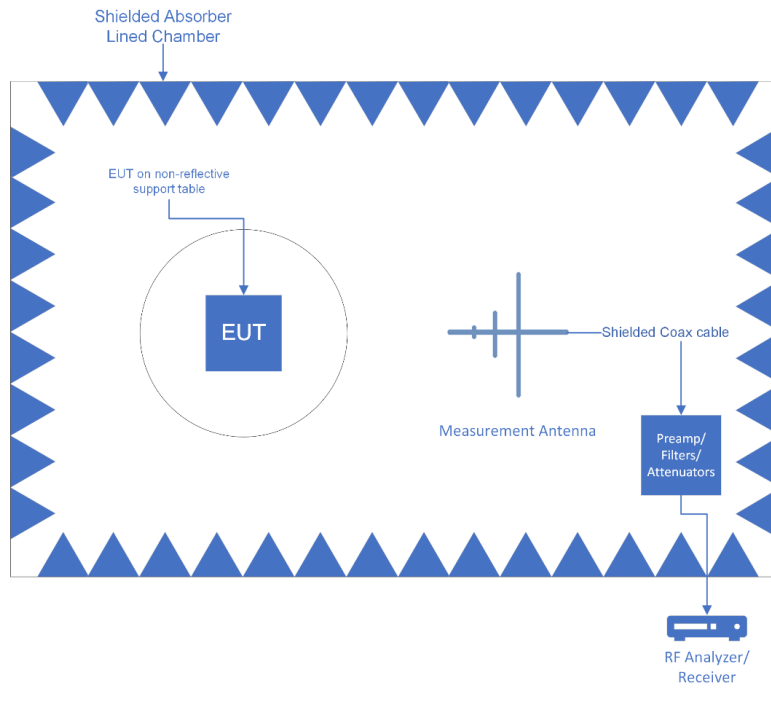 Shielded Absorber
Lined Chamber
EUT on non-reflective
support table
EUT
Shielded Coax cable
Measurement Antenna
Preamp/
Filters/
Attenuators
RF Analyzer/
Receiver